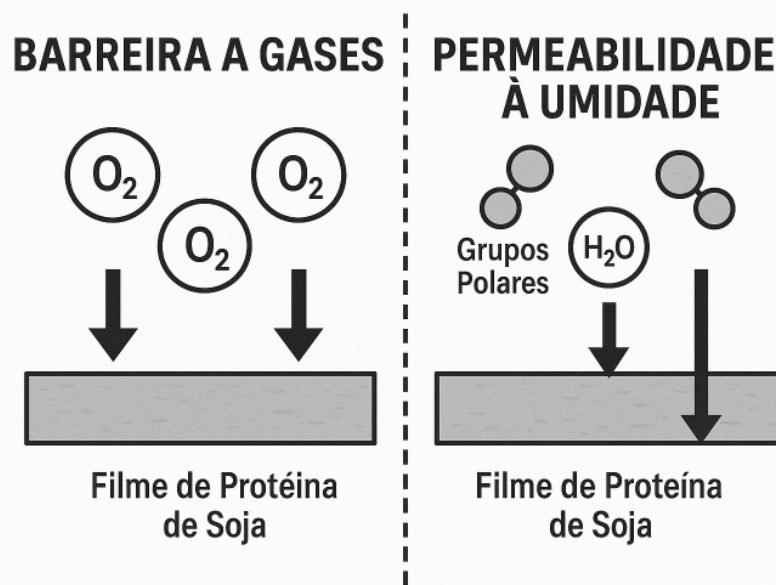 BARREIRA A GASES
O₂
O₂
O₂
Filme de Protéina
de Soja
PERMEABILIDADE
À UMIDADE
Grupos
Polares
H₂O
Filme de Proteína
de Soja